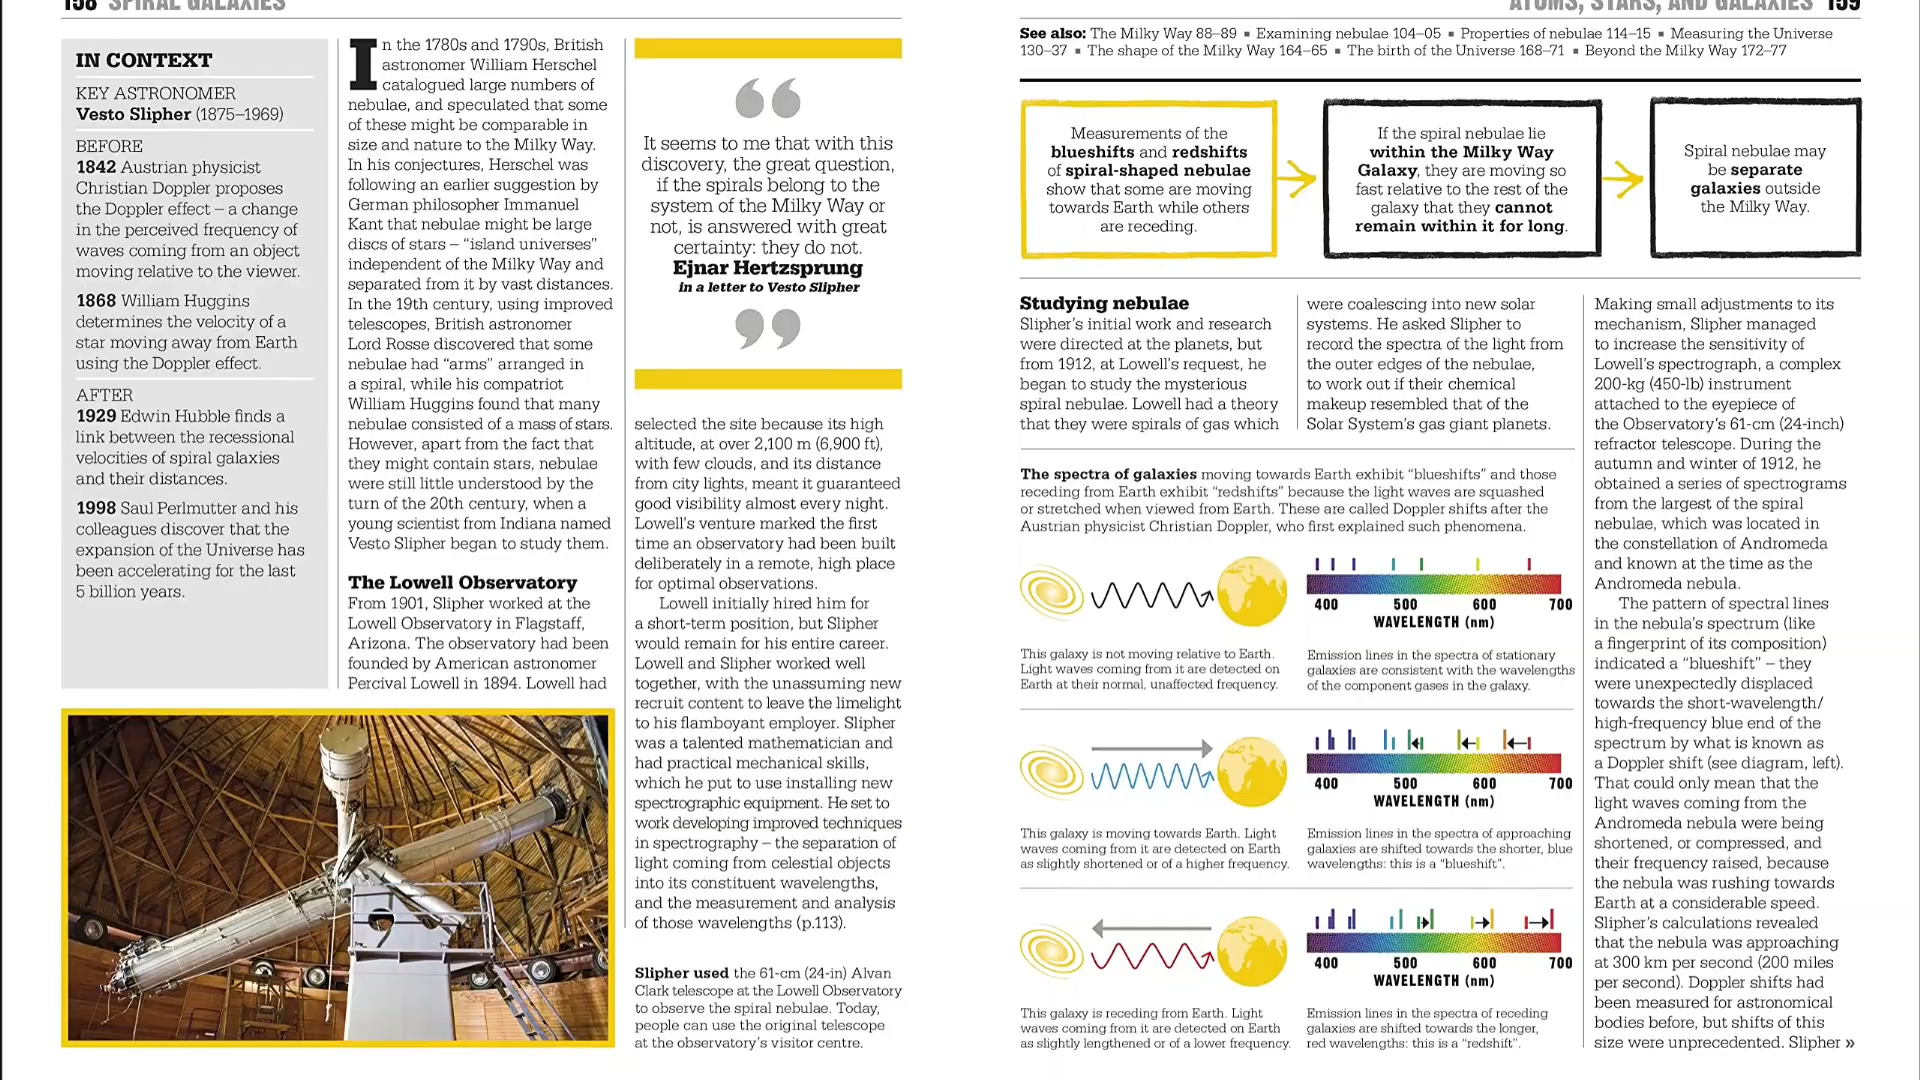 158 SPIRAL GALAXIES
IN CONTEXT
KEY ASTRONOMER
Vesto Slipher (1875–1969)
BEFORE
1842 Austrian physicist
Christian Doppler proposes
the Doppler effect – a change
in the perceived frequency of
waves coming from an object
moving relative to the viewer.
1868 William Huggins
determines the velocity of a
star moving away from Earth
using the Doppler effect.
AFTER
1929 Edwin Hubble finds a
link between the recessional
velocities of spiral galaxies
and their distances.
1998 Saul Perlmutter and his
colleagues discover that the
expansion of the Universe has
been accelerating for the last
5 billion years.
In the 1780s and 1790s, British
astronomer William Herschel
catalogued large numbers of
nebulae, and speculated that some
of these might be comparable in
size and nature to the Milky Way.
In his conjectures, Herschel was
following an earlier suggestion by
German philosopher Immanuel
Kant that nebulae might be large
discs of stars – “island universes”
independent of the Milky Way and
separated from it by vast distances.
In the 19th century, using improved
telescopes, British astronomer
Lord Rosse discovered that some
nebulae had “arms” arranged in
a spiral, while his compatriot
William Huggins found that many
nebulae consisted of a mass of stars.
However, apart from the fact that
they might contain stars, nebulae
were still little understood by the
turn of the 20th century, when a
young scientist from Indiana named
Vesto Slipher began to study them.
The Lowell Observatory
From 1901, Slipher worked at the
Lowell Observatory in Flagstaff,
Arizona. The observatory had been
founded by American astronomer
Percival Lowell in 1894. Lowell had
“
It seems to me that with this
discovery, the great question,
if the spirals belong to the
system of the Milky Way or
not, is answered with great
certainty: they do not.
Ejnar Hertzsprung
in a letter to Vesto Slipher
”
selected the site because its high
altitude, at over 2,100 m (6,900 ft),
with few clouds, and its distance
from city lights, meant it guaranteed
good visibility almost every night.
Lowell’s venture marked the first
time an observatory had been built
deliberately in a remote, high place
for optimal observations.
Lowell initially hired him for
a short-term position, but Slipher
would remain for his entire career.
Lowell and Slipher worked well
together, with the unassuming new
recruit content to leave the limelight
to his flamboyant employer. Slipher
was a talented mathematician and
had practical mechanical skills,
which he put to use installing new
spectrographic equipment. He set to
work developing improved techniques
in spectrography – the separation of
light coming from celestial objects
into its constituent wavelengths,
and the measurement and analysis
of those wavelengths (p.113).
Slipher used the 61-cm (24-in) Alvan
Clark telescope at the Lowell Observatory
to observe the spiral nebulae. Today,
people can use the original telescope
at the observatory’s visitor centre.
ATOMS, STARS, AND GALAXIES 159
See also: The Milky Way 88–89 ▪ Examining nebulae 104–05 ▪ Properties of nebulae 114–15 ▪ Measuring the Universe
130–37 ▪ The shape of the Milky Way 164–65 ▪ The birth of the Universe 168–71 ▪ Beyond the Milky Way 172–77
Measurements of the
blueshifts and redshifts
of spiral-shaped nebulae
show that some are moving
towards Earth while others
are receding.
If the spiral nebulae lie
within the Milky Way
Galaxy, they are moving so
fast relative to the rest of the
galaxy that they cannot
remain within it for long.
Spiral nebulae may
be separate
galaxies outside
the Milky Way.
Studying nebulae
Slipher’s initial work and research
were directed at the planets, but
from 1912, at Lowell’s request, he
began to study the mysterious
spiral nebulae. Lowell had a theory
that they were spirals of gas which
were coalescing into new solar
systems. He asked Slipher to
record the spectra of the light from
the outer edges of the nebulae,
to work out if their chemical
makeup resembled that of the
Solar System’s gas giant planets.
The spectra of galaxies moving towards Earth exhibit “blueshifts” and those
receding from Earth exhibit “redshifts” because the light waves are squashed
or stretched when viewed from Earth. These are called Doppler shifts after the
Austrian physicist Christian Doppler, who first explained such phenomena.
400 500 600 700
WAVELENGTH (nm)
This galaxy is not moving relative to Earth.
Light waves coming from it are detected on
Earth at their normal, unaffected frequency.
Emission lines in the spectra of stationary
galaxies are consistent with the wavelengths
of the component gases in the galaxy.
400 500 600 700
WAVELENGTH (nm)
This galaxy is moving towards Earth. Light
waves coming from it are detected on Earth
as slightly shortened or of a higher frequency.
Emission lines in the spectra of approaching
galaxies are shifted towards the shorter, blue
wavelengths: this is a “blueshift”.
400 500 600 700
WAVELENGTH (nm)
This galaxy is receding from Earth. Light
waves coming from it are detected on Earth
as slightly lengthened or of a lower frequency.
Emission lines in the spectra of receding
galaxies are shifted towards the longer,
red wavelengths: this is a “redshift”.
Making small adjustments to its
mechanism, Slipher managed
to increase the sensitivity of
Lowell’s spectrograph, a complex
200-kg (450-lb) instrument
attached to the eyepiece of
the Observatory’s 61-cm (24-inch)
refractor telescope. During the
autumn and winter of 1912, he
obtained a series of spectrograms
from the largest of the spiral
nebulae, which was located in
the constellation of Andromeda
and known at the time as the
Andromeda nebula.
The pattern of spectral lines
in the nebula’s spectrum (like
a fingerprint of its composition)
indicated a “blueshift” – they
were unexpectedly displaced
towards the short-wavelength/
high-frequency blue end of the
spectrum by what is known as
a Doppler shift (see diagram, left).
That could only mean that the
light waves coming from the
Andromeda nebula were being
shortened, or compressed, and
their frequency raised, because
the nebula was rushing towards
Earth at a considerable speed.
Slipher’s calculations revealed
that the nebula was approaching
at 300 km per second (200 miles
per second). Doppler shifts had
been measured for astronomical
bodies before, but shifts of this
size were unprecedented. Slipher »